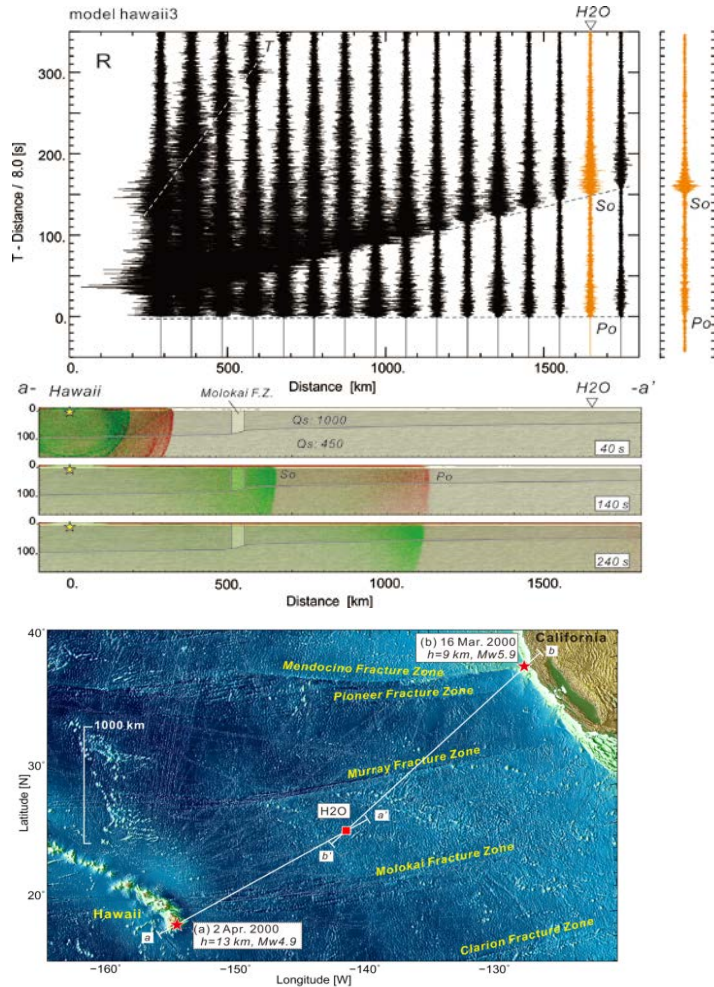 model hawaii3
H2O
R
T
300.
200.
100.
0.
T - Distance / 8.0 [s]
So
Po
So
Po
0.
500.
1000.
1500.
Distance [km]
a-
Hawaii
Molokai F.Z.
H2O
-a'
0
100.
Qs: 1000
Qs: 450
40 s
0
100.
So
Po
140 s
0
100.
240 s
0.
500.
1000.
1500.
Distance [km]
40°
30°
20°
Latitude [N]
(b) 16 Mar. 2000
h=9 km, Mw5.9
California
b
Mendocino Fracture Zone
Pioneer Fracture Zone
1000 km
Murray Fracture Zone
H2O
a'
b'
Molokai Fracture Zone
Hawaii
a
(a) 2 Apr. 2000
h=13 km, Mw4.9
Clarion Fracture Zone
−160°
−150°
−140°
−130°
Longitude [W]